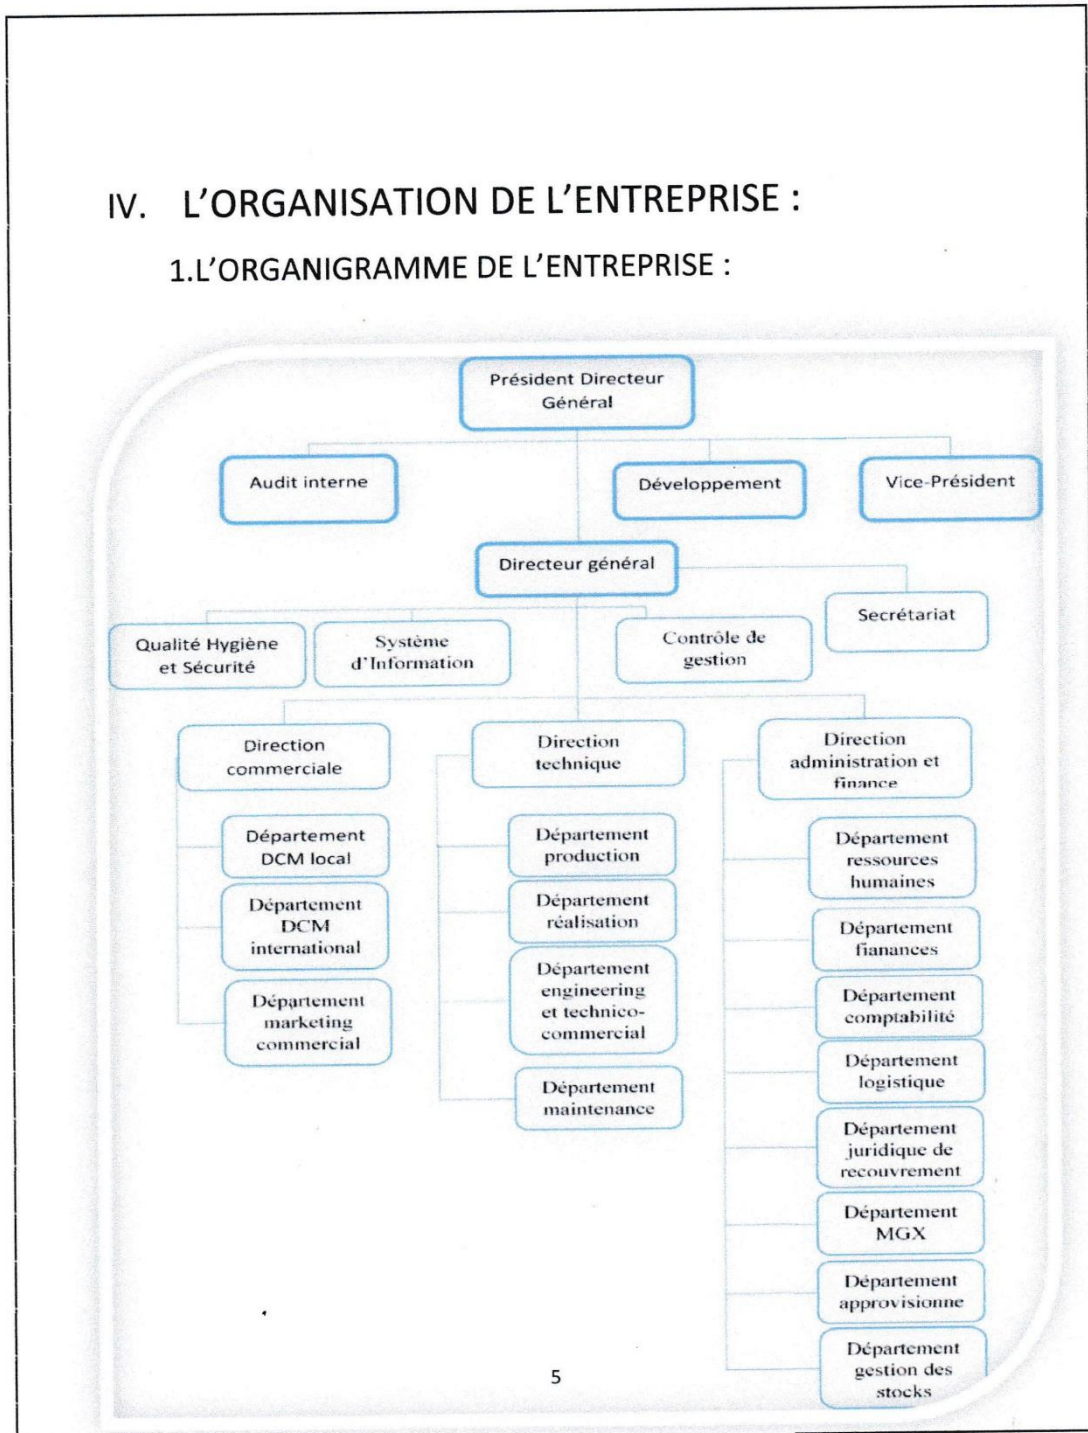 IV. L'ORGANISATION DE L'ENTREPRISE :
1.L'ORGANIGRAMME DE L'ENTREPRISE :
Président Directeur
Général
Audit interne
Développement
Vice-Président
Directeur général
Secrétariat
Qualité Hygiène
et Sécurité
Système
d'Information
Contrôle de
gestion
Direction
commerciale
Département
DCM local
Département
DCM
international
Département
marketing
commercial
Direction
technique
Département
production
Département
réalisation
Département
engineering
et technico-
commercial
Département
maintenance
Direction
administration et
finance
Département
ressources
humaines
Département
fianances
Département
comptabilité
Département
logistique
Département
juridique de
recouvrement
Département
MGX
Département
approvisionne
Département
gestion des
stocks
5